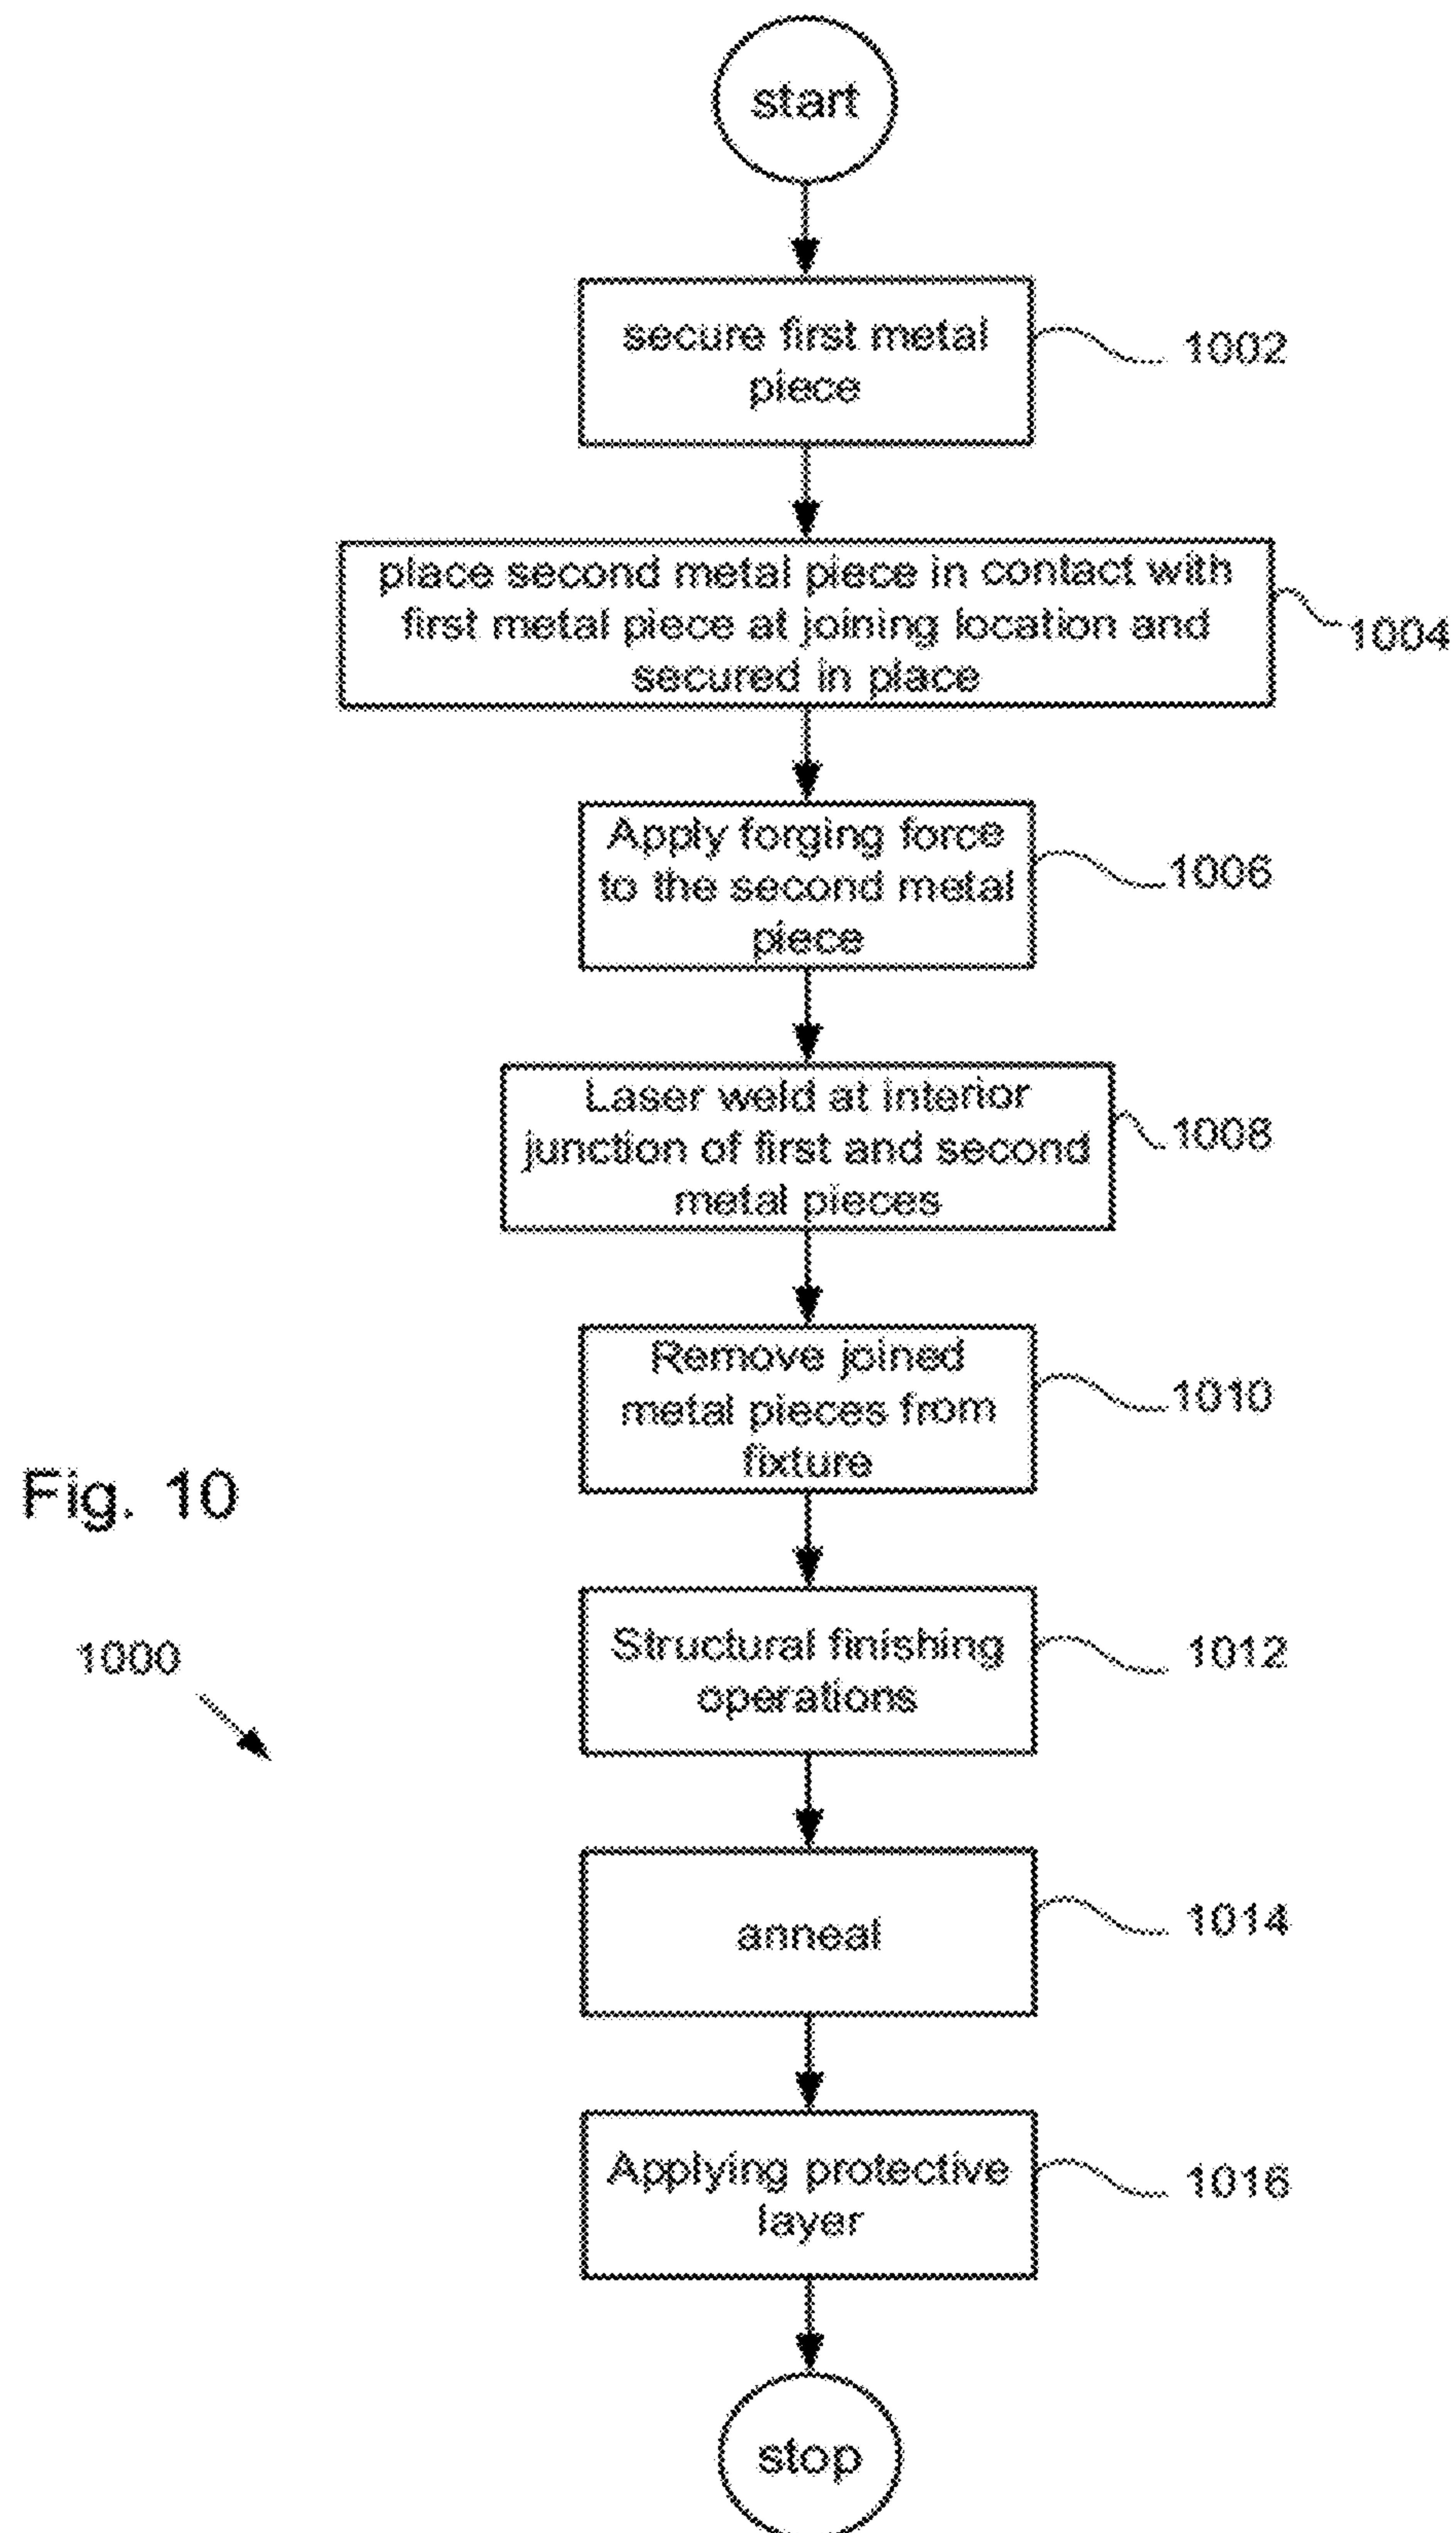 start
secure first metal
piece
1002
place second metal piece in contact with
first metal piece at joining location and
secured in place
1004
Apply forging force
to the second metal
piece
1006
Laser weld at interior
junction of first and second
metal pieces
1008
Remove joined
metal pieces from
fixture
1010
Fig. 10
1000
Structural finishing
operations
1012
anneal
1014
Applying protective
layer
1016
stop